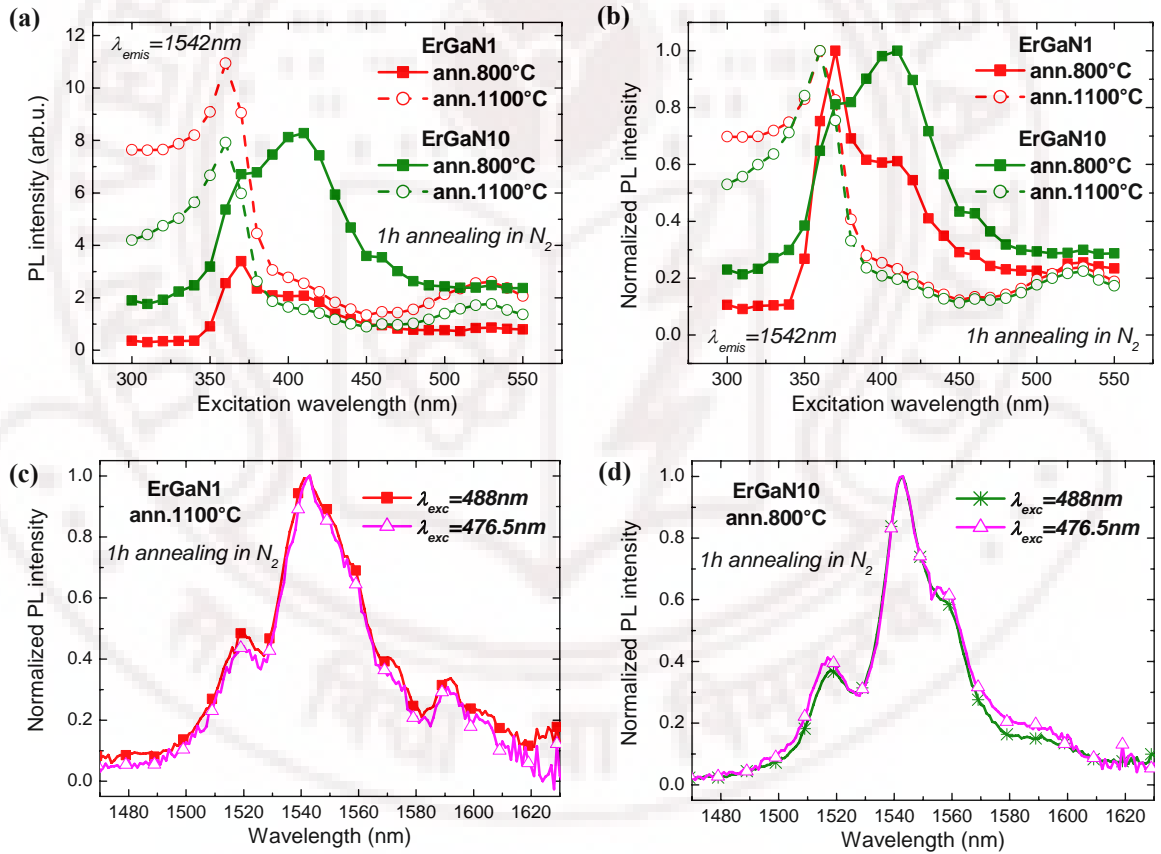 (a)
λemis=1542nm
ErGaN1
ann.800°C
ann.1100°C
ErGaN10
ann.800°C
ann.1100°C
1h annealing in N2
PL intensity (arb.u.)
12
10
8
6
4
2
0
300 350 400 450 500 550
Excitation wavelength (nm)
(b)
ErGaN1
ann.800°C
ann.1100°C
ErGaN10
ann.800°C
ann.1100°C
λemis=1542nm
1h annealing in N2
Normalized PL intensity
1.0
0.8
0.6
0.4
0.2
0.0
300 350 400 450 500 550
Excitation wavelength (nm)
(c)
ErGaN1
ann.1100°C
1h annealing in N2
λexc=488nm
λexc=476.5nm
Normalized PL intensity
1.0
0.8
0.6
0.4
0.2
0.0
1480 1500 1520 1540 1560 1580 1600 1620
Wavelength (nm)
(d)
ErGaN10
ann.800°C
1h annealing in N2
λexc=488nm
λexc=476.5nm
Normalized PL intensity
1.0
0.8
0.6
0.4
0.2
0.0
1480 1500 1520 1540 1560 1580 1600 1620
Wavelength (nm)